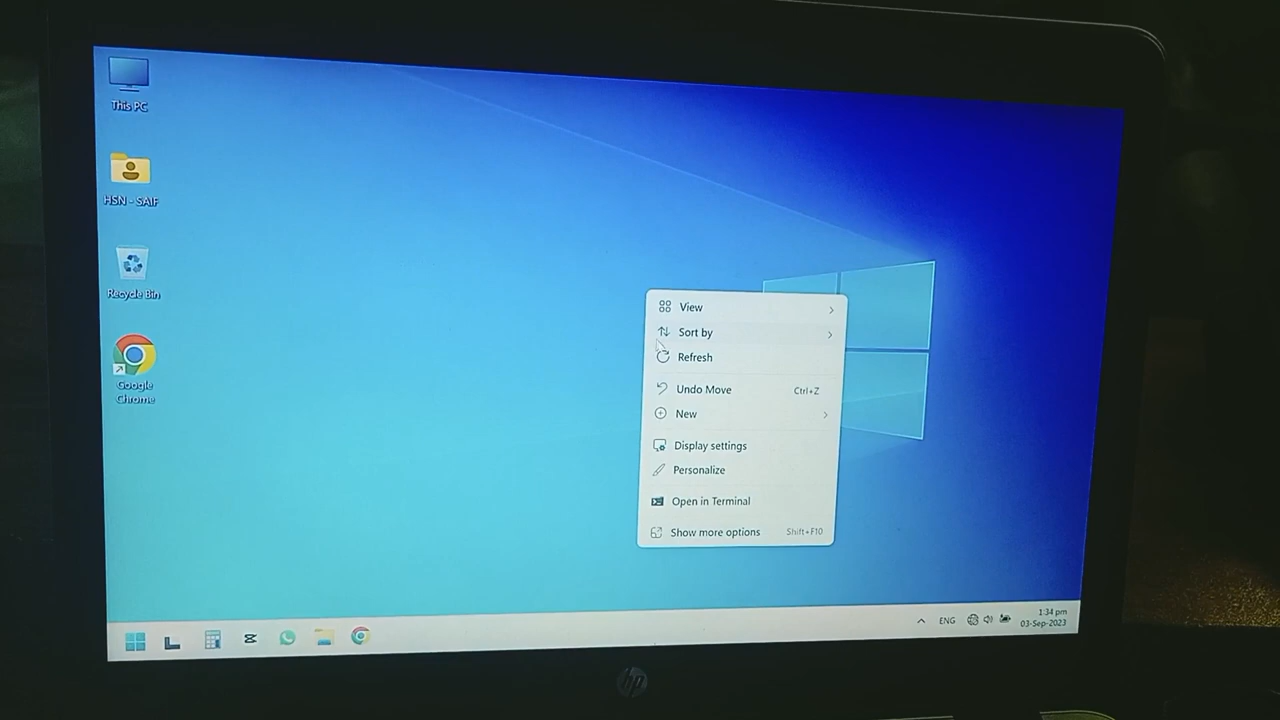 This PC
HSN - SAIF
Recycle Bin
Google
Chrome
View
Sort by
Refresh
Undo Move Ctrl+Z
New
Display settings
Personalize
Open in Terminal
Show more options Shift+F10
ENG
1:34 pm
03-Sep-2023
hp